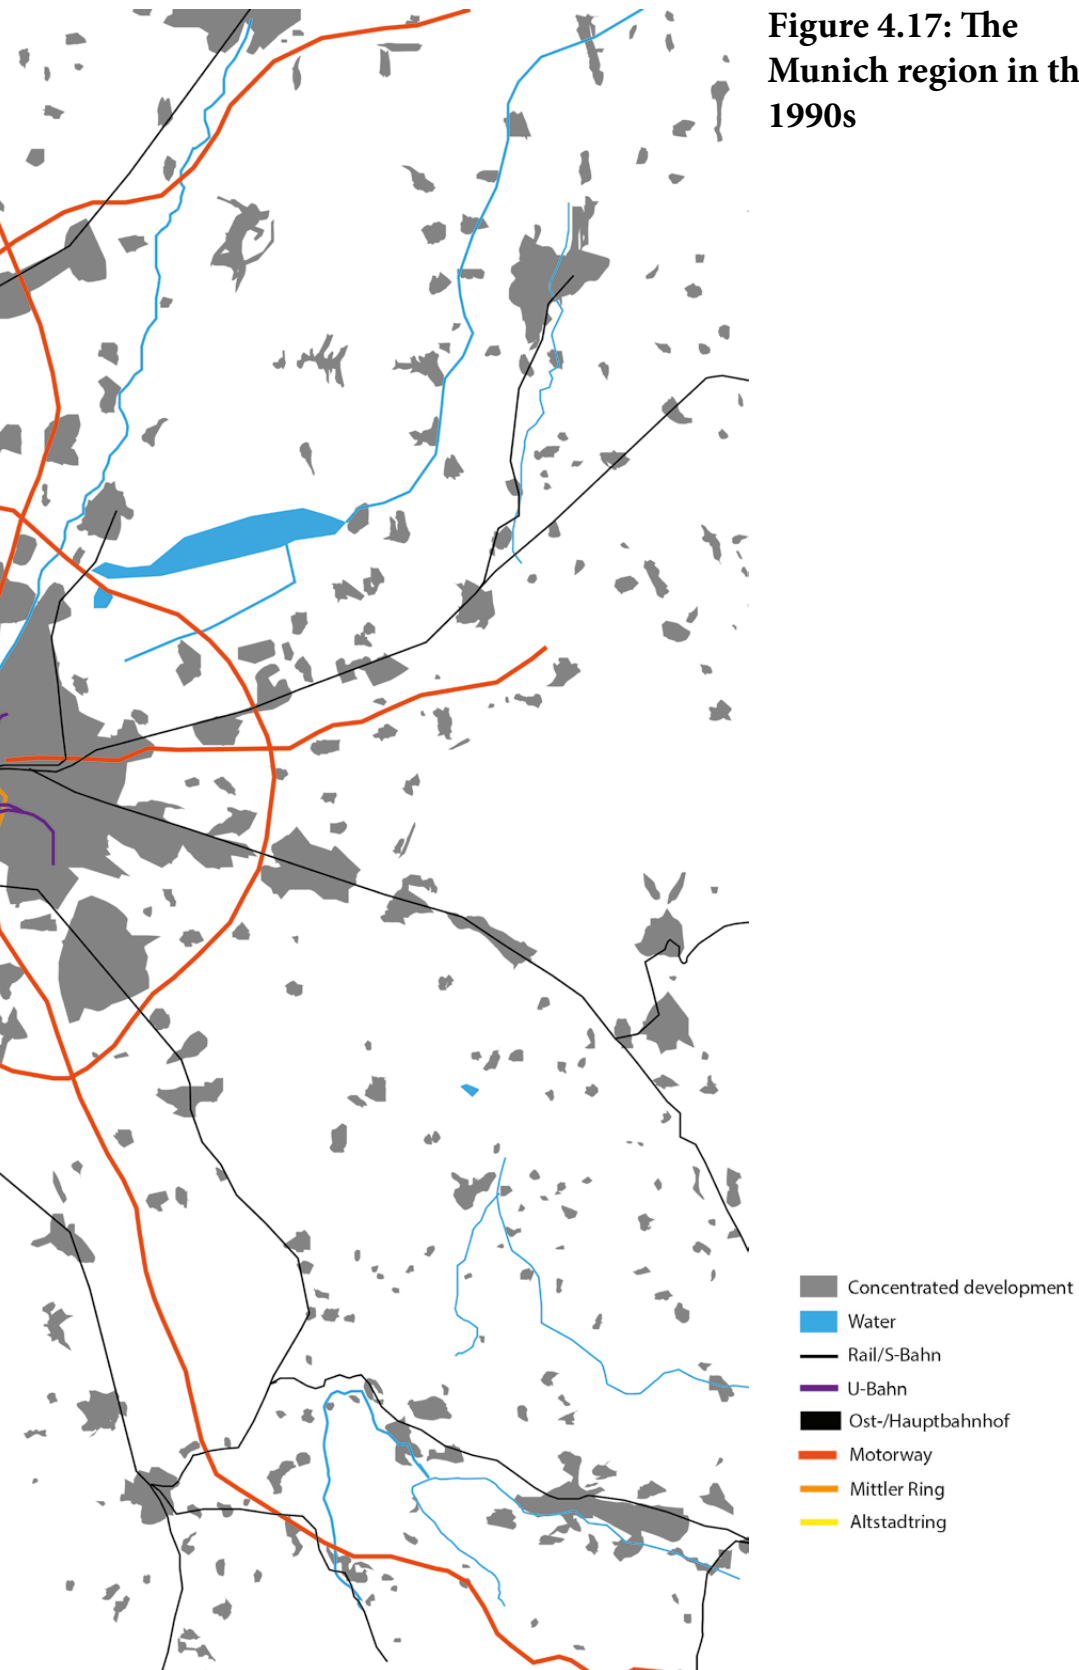 Figure 4.17: The
Munich region in th
1990s
Concentrated development
Water
Rail/S-Bahn
U-Bahn
Ost-/Hauptbahnhof
Motorway
Mittler Ring
Altstadtring